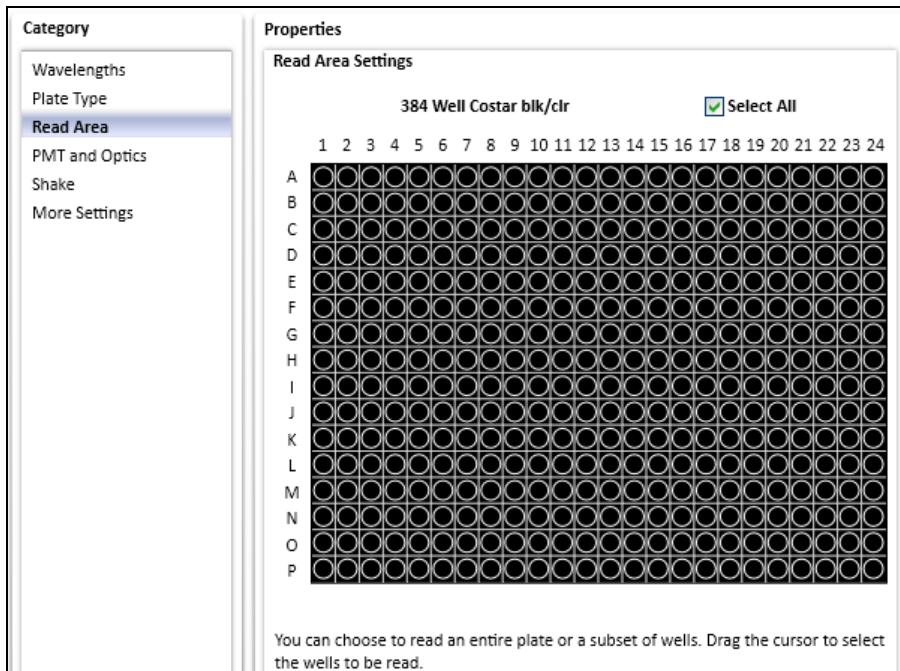 Category
Wavelengths
Plate Type
Read Area
PMT and Optics
Shake
More Settings
Properties
Read Area Settings
384 Well Costar blk/clr
Select All
1 2 3 4 5 6 7 8 9 10 11 12 13 14 15 16 17 18 19 20 21 22 23 24
A
B
C
D
E
F
G
H
I
J
K
L
M
N
O
P
You can choose to read an entire plate or a subset of wells. Drag the cursor to select
the wells to be read.